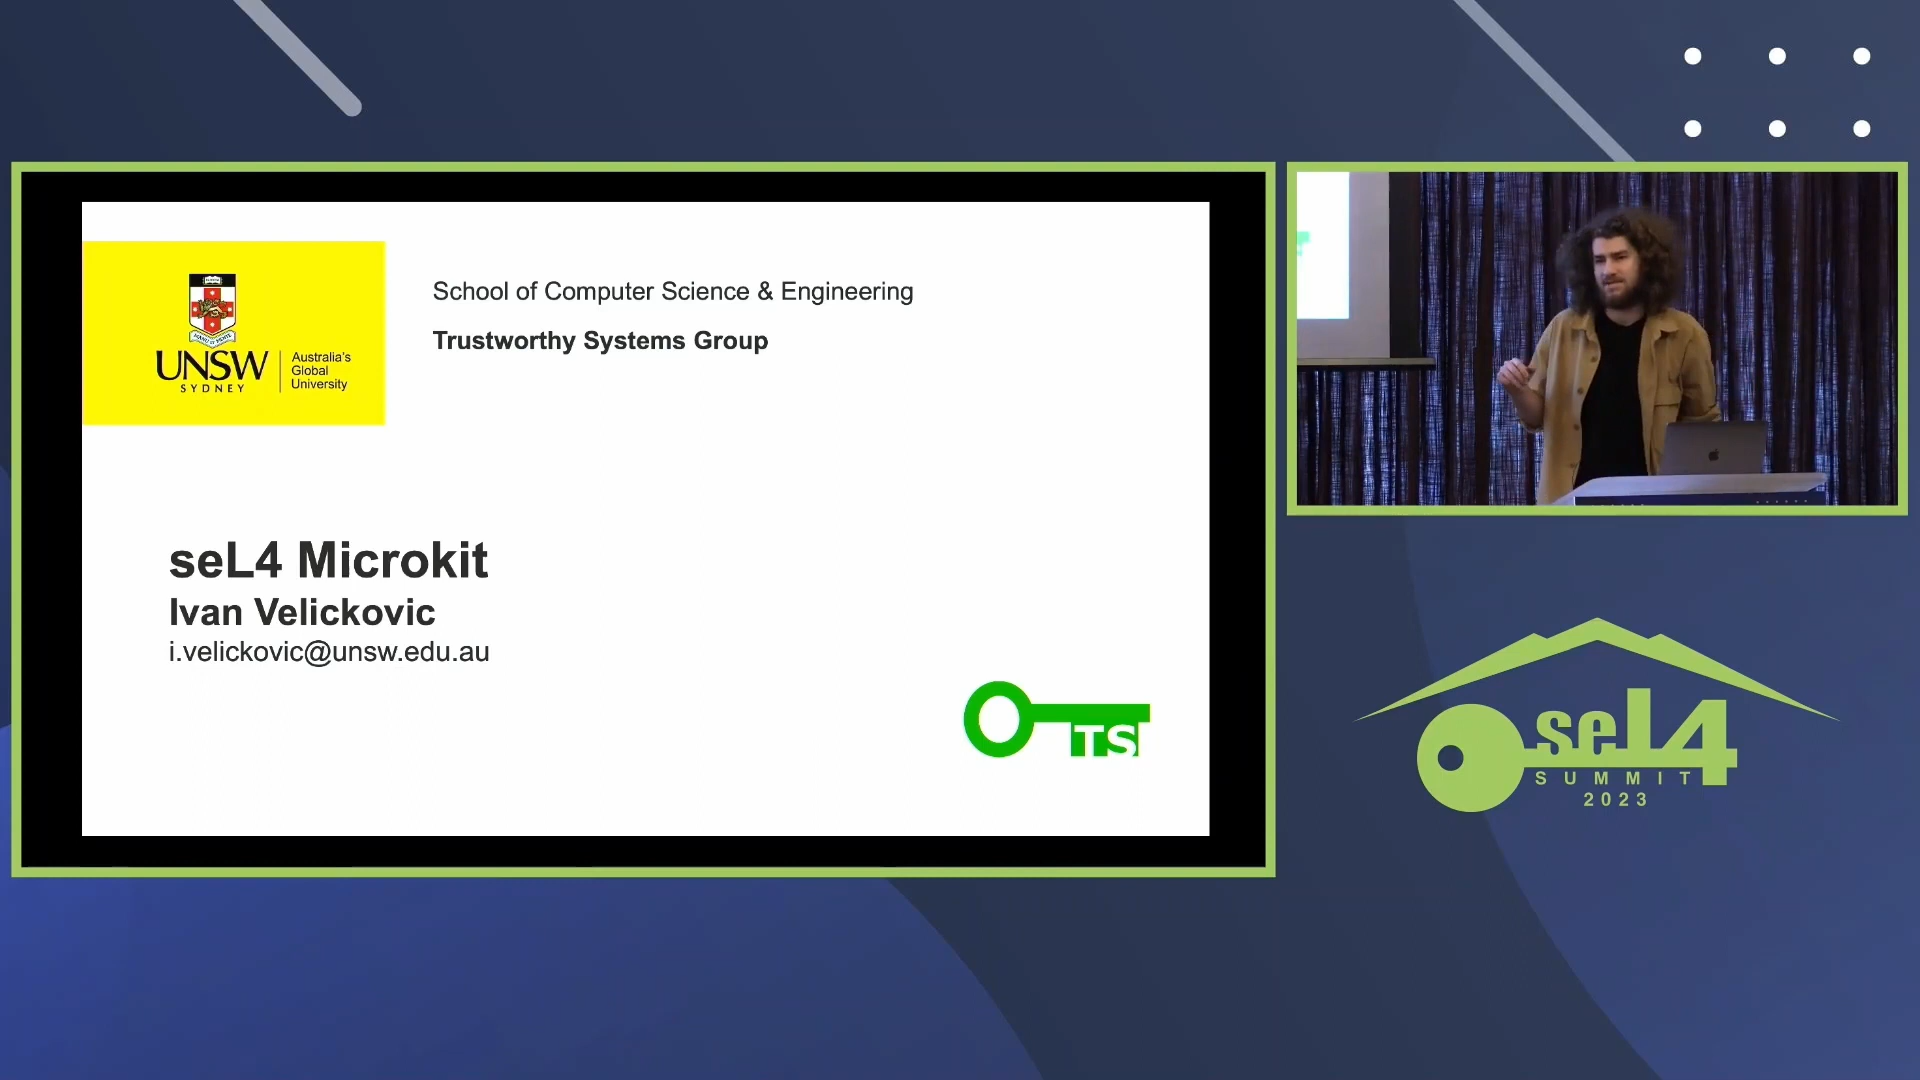 School of Computer Science & Engineering
Trustworthy Systems Group
UNSW
SYDNEY
Australia's
Global
University
seL4 Microkit
Ivan Velickovic
i.velickovic@unsw.edu.au
TS
seL4
SUMMIT
2023